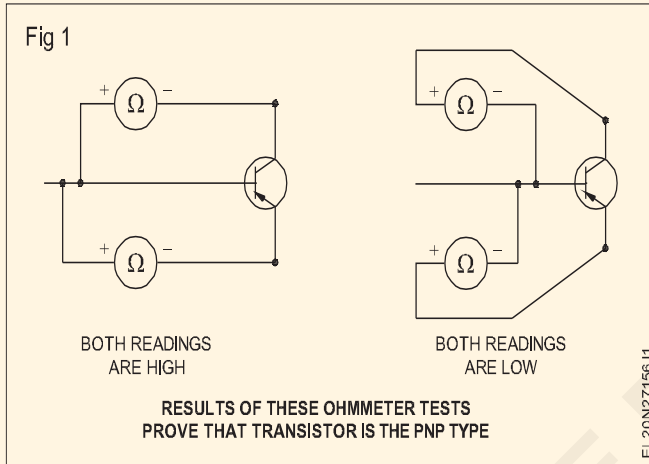 Fig 1
+ Ω −
+ Ω −
+ Ω −
+ Ω −
BOTH READINGS
ARE HIGH
BOTH READINGS
ARE LOW
RESULTS OF THESE OHMMETER TESTS
PROVE THAT TRANSISTOR IS THE PNP TYPE